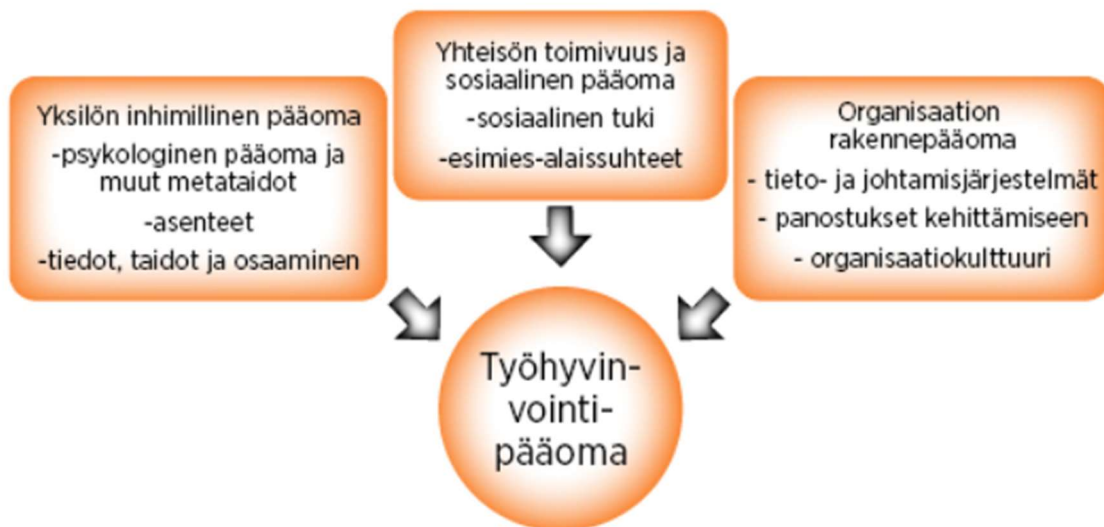 Yksilön inhimillinen pääoma
-psykologinen pääoma ja
muut metataidot
-asenteet
-tiedot, taidot ja osaaminen
Yhteisön toimivuus ja
sosiaalinen pääoma
-sosiaalinen tuki
-esimies-alaissuhteet
Organisaation
rakennepääoma
- tieto- ja johtamisjärjestelmät
- panostukset kehittämiseen
- organisaatiokulttuuri
Työhyvin-
vointi-
pääoma